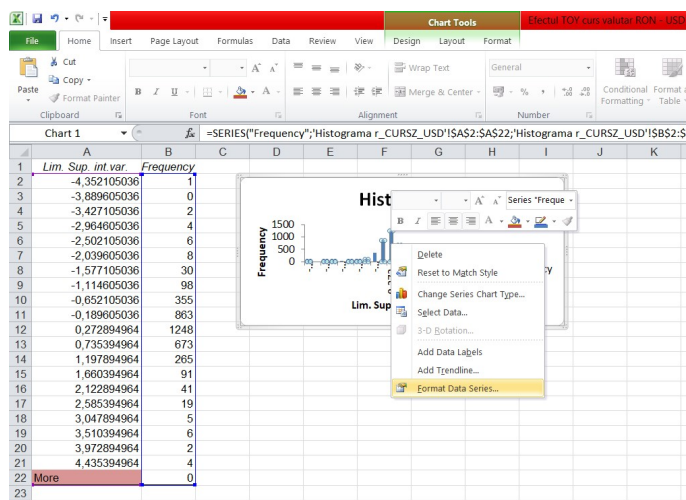 Chart Tools
Efectul TOY curs valutar RON - USD
File Home Insert Page Layout Formulas Data Review View Design Layout Format
Cut
Copy
Format Painter
Paste
Wrap Text
Merge & Center
General
Conditional Formatting
Format a
Table
Clipboard Font Alignment Number
Chart 1 fx =SERIES("Frequency";'Histograma r_CURSZ_USD'!$A$2:$A$22;'Histograma r_CURSZ_USD'!$B$2:$
A B C D E F G H I J K
1 Lim. Sup. int.var. Frequency
2 -4,352105036 1
3 -3,889605036 0
4 -3,427105036 2
5 -2,964605036 4
6 -2,502105036 6
7 -2,039605036 8
8 -1,577105036 30
9 -1,114605036 98
10 -0,652105036 355
11 -0,189605036 863
12 0,272894964 1248
13 0,735394964 673
14 1,197894964 265
15 1,660394964 91
16 2,122894964 41
17 2,585394964 19
18 3,047894964 5
19 3,510394964 6
20 3,972894964 2
21 4,435394964 4
22 More 0
23
Hist
Frequency
1500
1000
500
0
Lim. Sup
cy
Series "Freque
Delete
Reset to Match Style
Change Series Chart Type...
Select Data...
3-D Rotation...
Add Data Labels
Add Trendline...
Format Data Series...